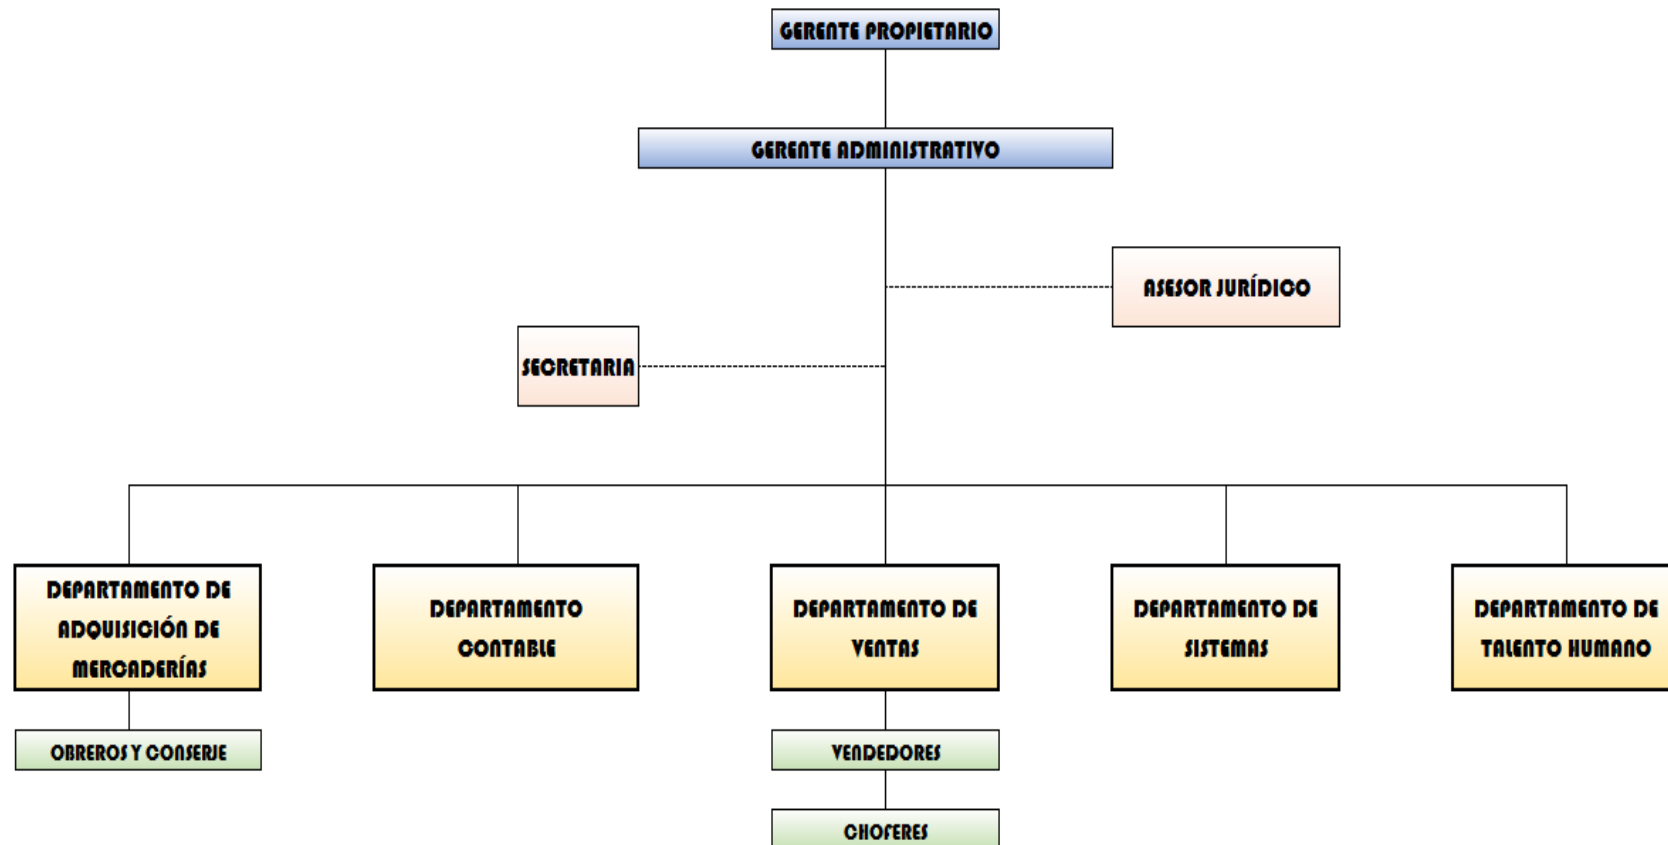 GERENTE PROPIETARIO
GERENTE ADMINISTRATIVO
ASESOR JURÍDICO
SECRETARIA
DEPARTAMENTO DE
ADQUISICIÓN DE
MERCADERÍAS
DEPARTAMENTO
CONTABLE
DEPARTAMENTO DE
VENTAS
DEPARTAMENTO DE
SISTEMAS
DEPARTAMENTO DE
TALENTO HUMANO
OBREROS Y CONSERJE
VENDEDORES
CHOFERES